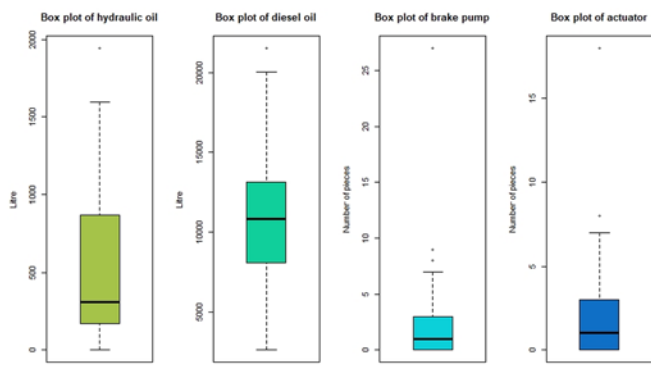 Box plot of hydraulic oil
Litre
0
500
1000
1500
2000
Box plot of diesel oil
Litre
5000
10000
15000
20000
Box plot of brake pump
Number of pieces
0
5
10
15
20
25
Box plot of actuator
Number of pieces
0
5
10
15